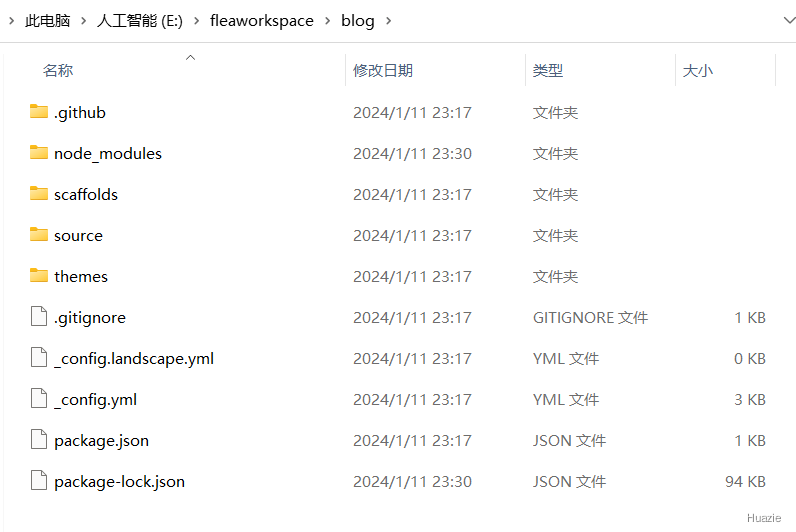 此电脑 > 人工智能 (E:) > fleaworkspace > blog >
名称 修改日期 类型 大小
.github 2024/1/11 23:17 文件夹
node_modules 2024/1/11 23:30 文件夹
scaffolds 2024/1/11 23:17 文件夹
source 2024/1/11 23:17 文件夹
themes 2024/1/11 23:17 文件夹
.gitignore 2024/1/11 23:17 GITIGNORE 文件 1 KB
_config.landscape.yml 2024/1/11 23:17 YML 文件 0 KB
_config.yml 2024/1/11 23:17 YML 文件 3 KB
package.json 2024/1/11 23:17 JSON 文件 1 KB
package-lock.json 2024/1/11 23:30 JSON 文件 94 KB
Huazie